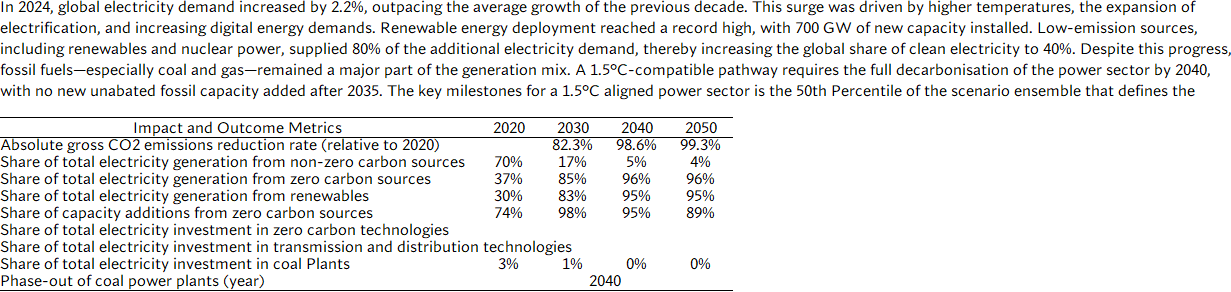 In 2024, global electricity demand increased by 2.2%, outpacing the average growth of the previous decade. This surge was driven by higher temperatures, the expansion of
electrification, and increasing digital energy demands. Renewable energy deployment reached a record high, with 700 GW of new capacity installed. Low-emission sources,
including renewables and nuclear power, supplied 80% of the additional electricity demand, thereby increasing the global share of clean electricity to 40%. Despite this progress,
fossil fuels—especially coal and gas—remained a major part of the generation mix. A 1.5°C-compatible pathway requires the full decarbonisation of the power sector by 2040,
with no new unabated fossil capacity added after 2035. The key milestones for a 1.5°C aligned power sector is the 50th Percentile of the scenario ensemble that defines the
Impact and Outcome Metrics 2020 2030 2040 2050
Absolute gross CO2 emissions reduction rate (relative to 2020) 82.3% 98.6% 99.3%
Share of total electricity generation from non-zero carbon sources 70% 17% 5% 4%
Share of total electricity generation from zero carbon sources 37% 85% 96% 96%
Share of total electricity generation from renewables 30% 83% 95% 95%
Share of capacity additions from zero carbon sources 74% 98% 95% 89%
Share of total electricity investment in zero carbon technologies
Share of total electricity investment in transmission and distribution technologies
Share of total electricity investment in coal Plants 3% 1% 0% 0%
Phase-out of coal power plants (year) 2040